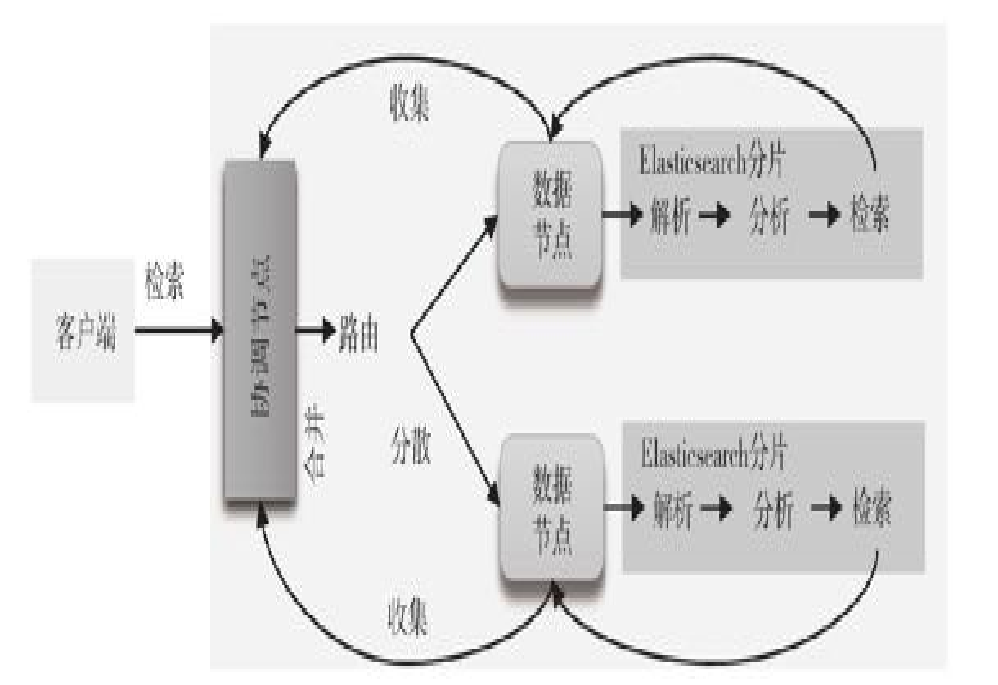 收集
Elasticsearch分片
数据
节点
解析
分析
检索
检索
客户端
协调节点
路由
合并
分散
Elasticsearch分片
数据
节点
解析
分析
检索
收集